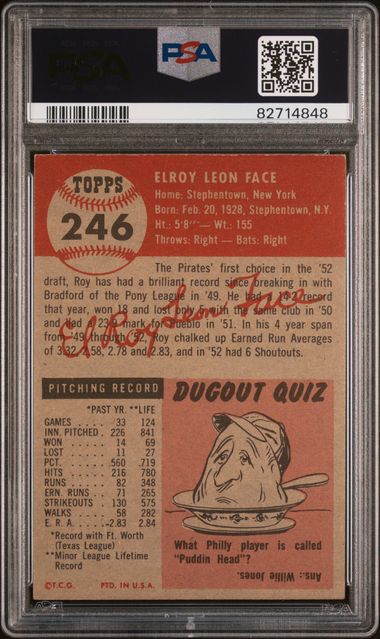 PSA
PSA
82714848
TOPPS
246
ELROY LEON FACE
Home: Stephentown, New York
Born: Feb. 20, 1928, Stephentown, N.Y.
Ht.: 5'8"— Wt.: 155
Throws: Right — Bats: Right
The Pirates' first choice in the '52
draft, Roy has had a brilliant record since breaking in with
Bradford of the Pony League in '49. He had a 14-2 record
that year, won 18 and lost only 5 with the same club in '50
and had a 23-9 mark at Pueblo in '51. In his 4 year span
from '49 through '52, Roy chalked up Earned Run Averages
of 3.32, 2.58, 2.78 and 2.83, and in '52 had 6 Shoutouts.
ElRoy Leon Face
PITCHING RECORD
*PAST YR. **LIFE
GAMES 33 124
INN. PITCHED 226 841
WON 14 69
LOST 11 27
PCT. .560 .719
HITS 216 780
RUNS 82 348
ERN. RUNS 71 265
STRIKEOUTS 130 575
WALKS 58 282
E. R. A. 2.83 2.84
*Record with Ft. Worth
(Texas League)
**Minor League Lifetime
Record
©T.C.G. PTD. IN U.S.A.
DUGOUT QUIZ
What Philly player is called
"Puddin Head"?
Ans.: Willie Jones.